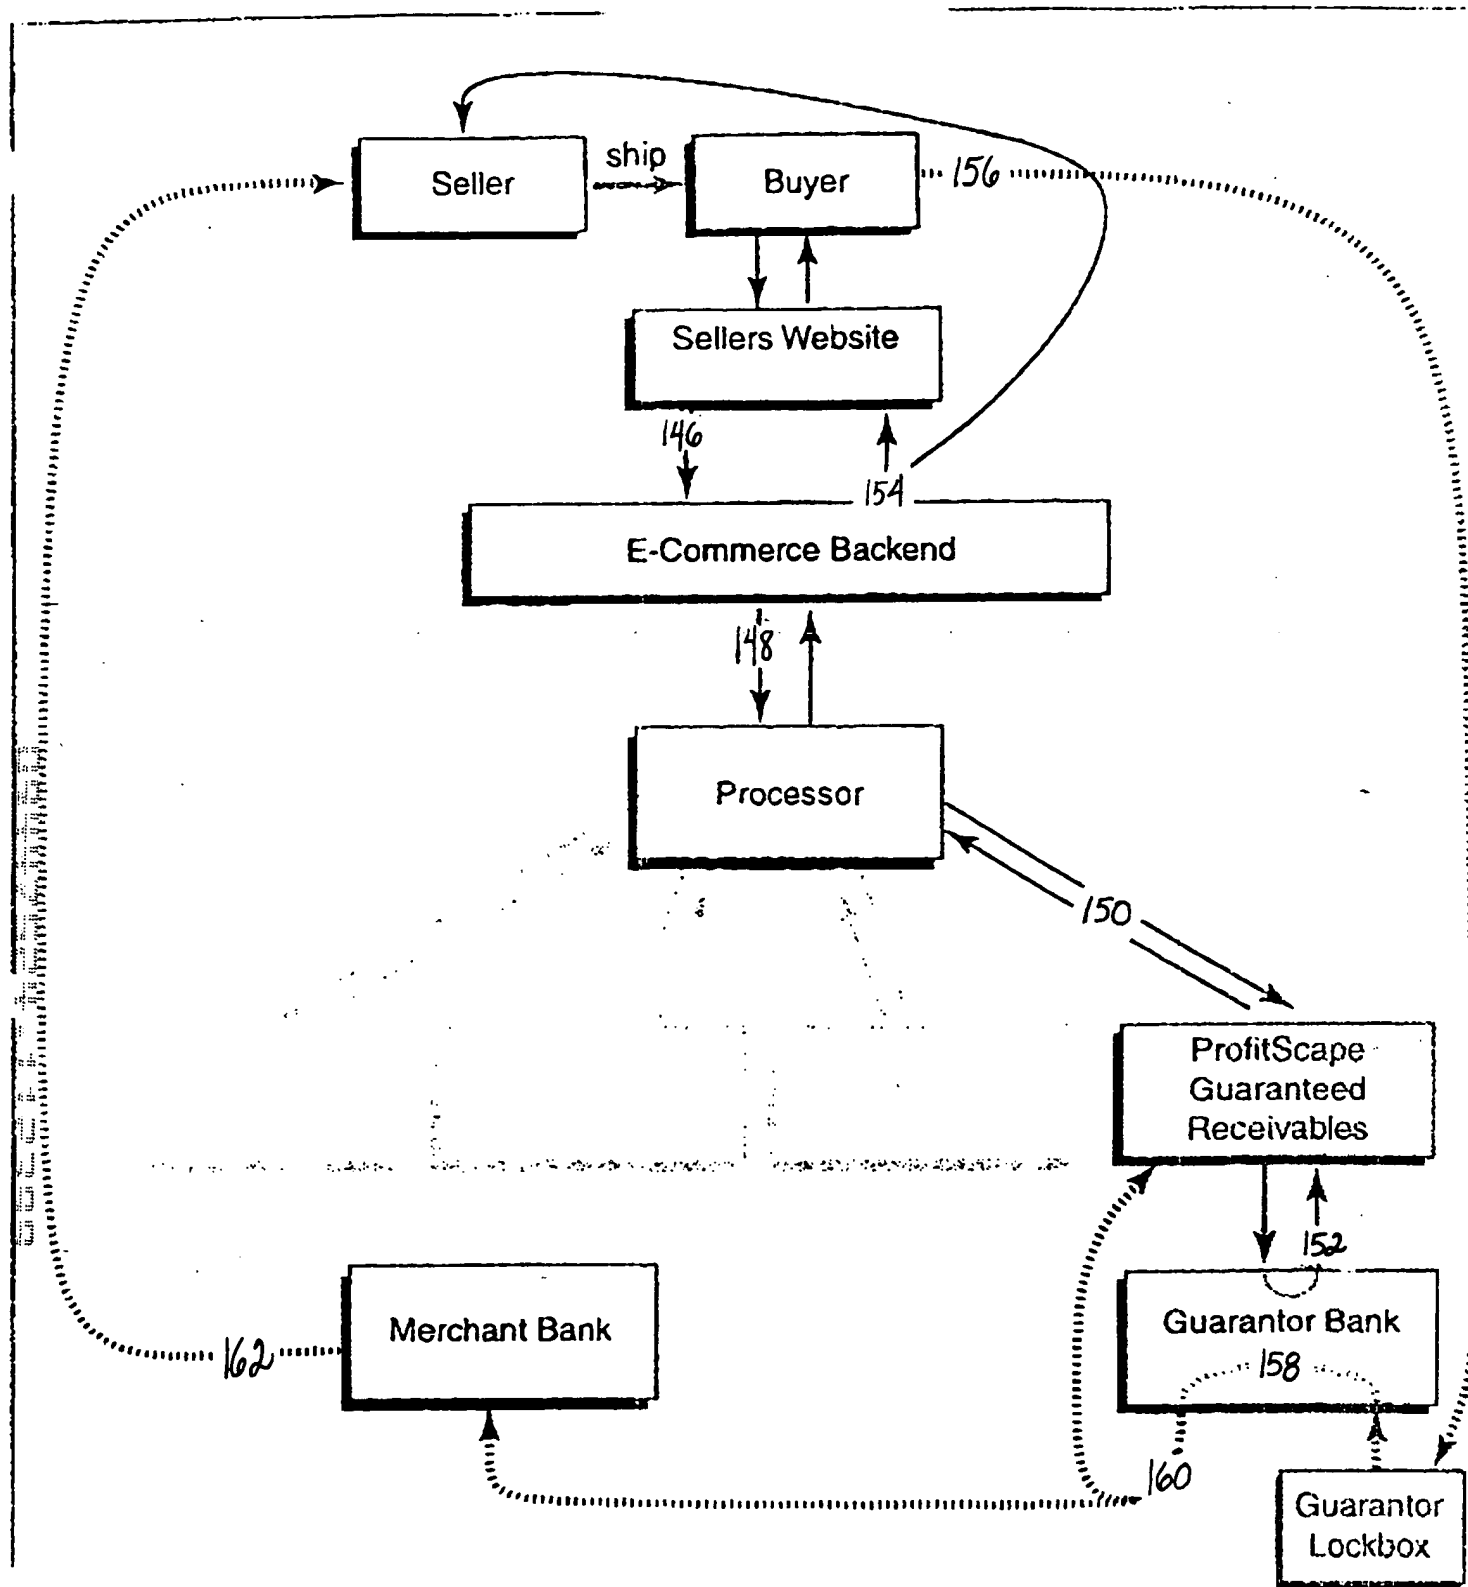 ship
Seller
Buyer
156
Sellers Website
146
154
E-Commerce Backend
148
Processor
150
ProfitScape
Guaranteed
Receivables
152
Merchant Bank
Guarantor Bank
162
158
160
Guarantor
Lockbox